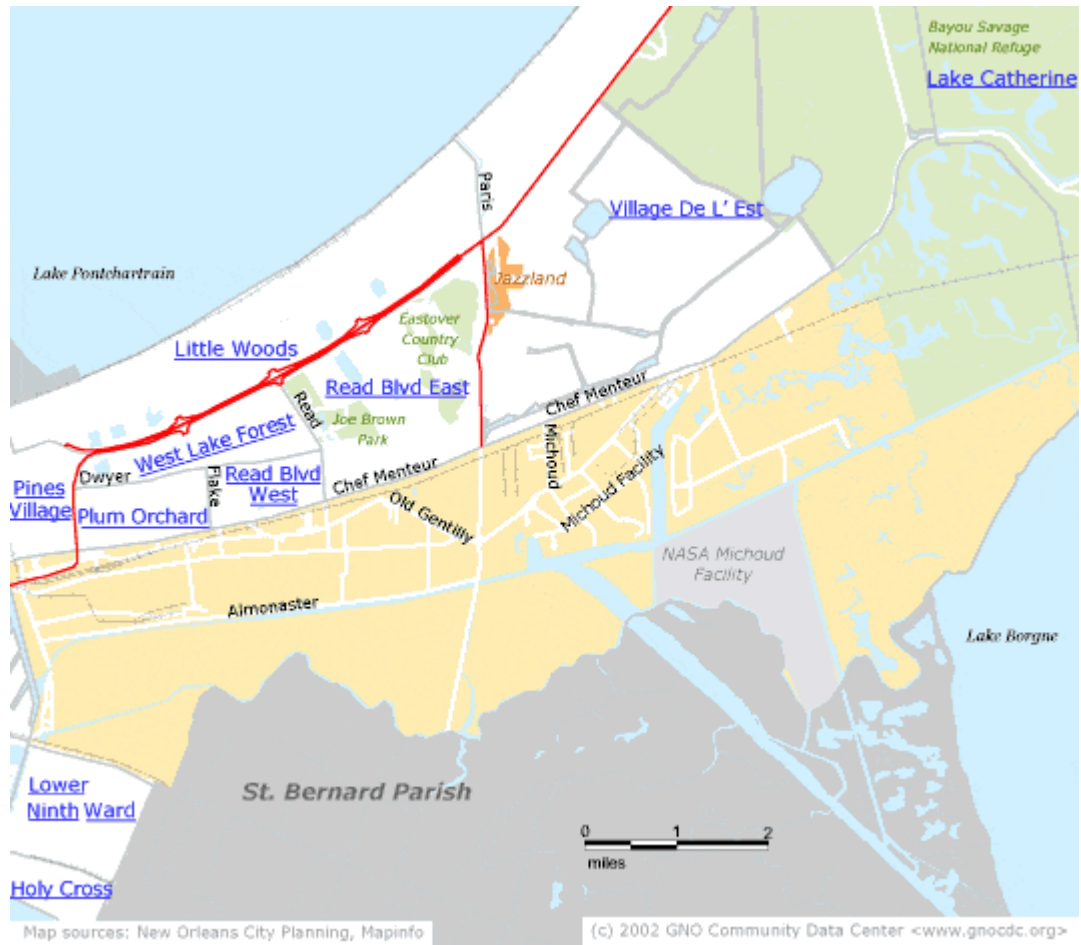 Bayou Savage
National Refuge
Lake Catherine
Paris
Village De L' Est
Lake Pontchartrain
Jazzland
Eastover
Country
Club
Little Woods
Read Blvd East
Read
Joe Brown
Park
Chef Menteur
West Lake Forest
Michoud
Dwyer
Flake
Read Blvd
West
Chef Menteur
Michoud Facility
Pines
Village
Plum Orchard
Old Gentilly
NASA Michoud
Facility
Almonaster
Lake Borgne
Lower
Ninth Ward
St. Bernard Parish
0 1 2
miles
Holy Cross
Map sources: New Orleans City Planning, Mapinfo
(c) 2002 GNO Community Data Center <www.gnocdc.org>